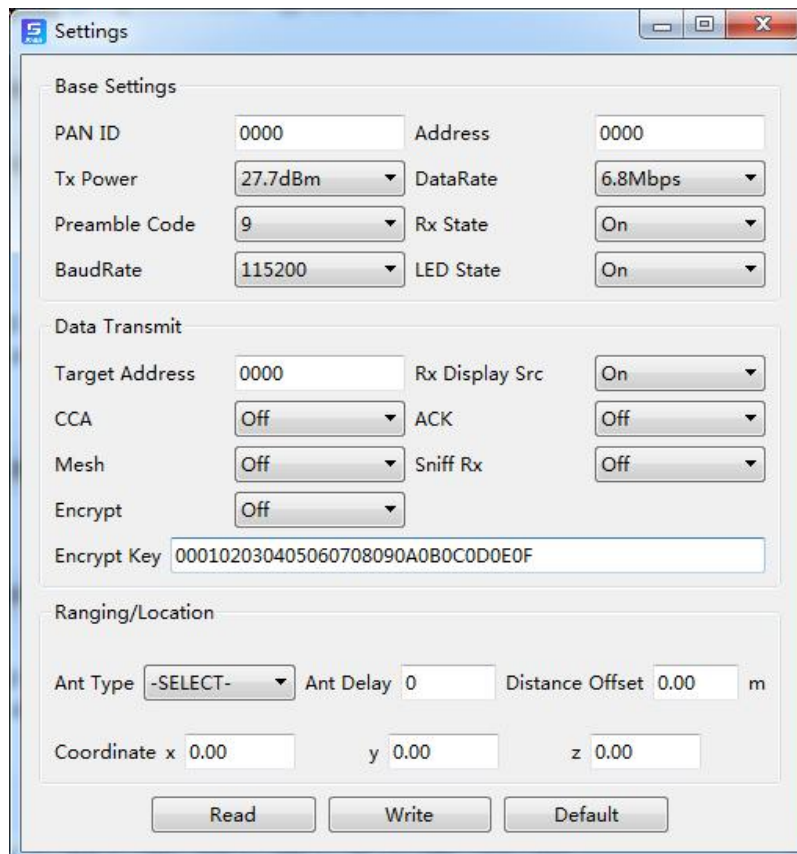 Settings
Base Settings
PAN ID 0000 Address 0000
Tx Power 27.7dBm DataRate 6.8Mbps
Preamble Code 9 Rx State On
BaudRate 115200 LED State On
Data Transmit
Target Address 0000 Rx Display Src On
CCA Off ACK Off
Mesh Off Sniff Rx Off
Encrypt Off
Encrypt Key 000102030405060708090A0B0C0D0E0F
Ranging/Location
Ant Type -SELECT- Ant Delay 0 Distance Offset 0.00 m
Coordinate x 0.00 y 0.00 z 0.00
Read Write Default